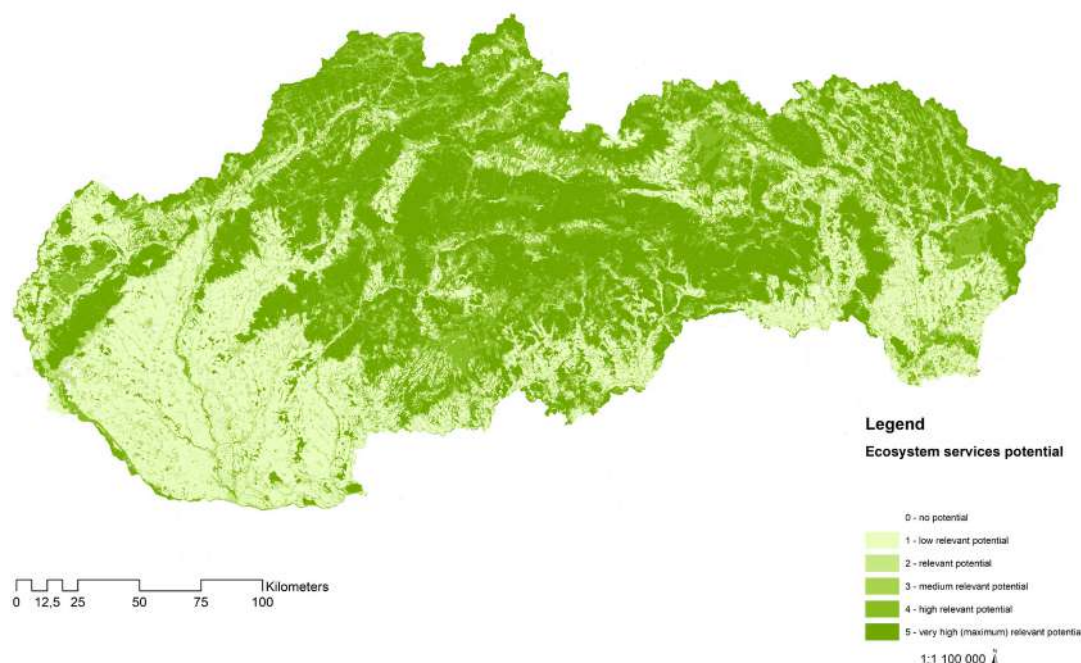 Legend
Ecosystem services potential
0 - no potential
1 - low relevant potential
2 - relevant potential
3 - medium relevant potential
4 - high relevant potential
5 - very high (maximum) relevant potential
Kilometers
0 12,5 25 50 75 100
1:1 100 000
N